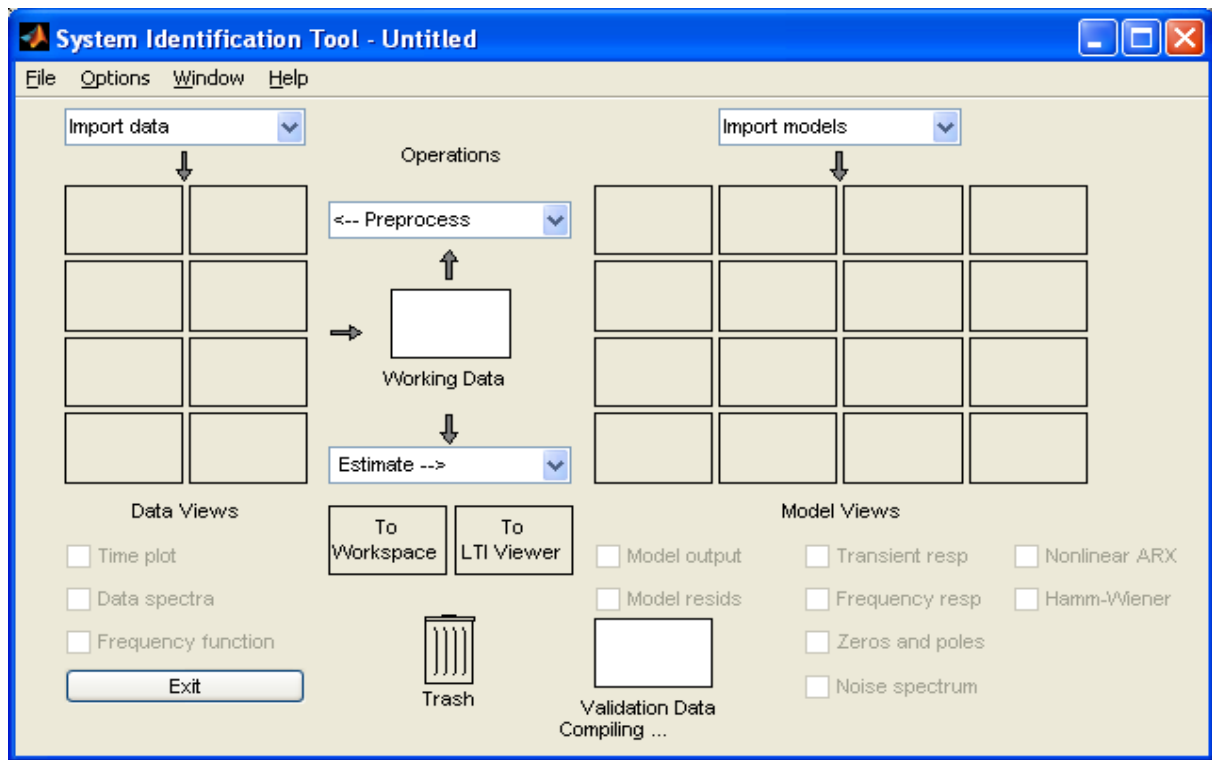 System Identification Tool - Untitled
File Options Window Help
Import data
Import models
Operations
<-- Preprocess
Working Data
Estimate -->
Data Views
Model Views
To
Workspace
To
LTI Viewer
Time plot
Data spectra
Frequency function
Exit
Trash
Model output
Model resids
Transient resp
Frequency resp
Zeros and poles
Noise spectrum
Nonlinear ARX
Hamm-Wiener
Validation Data
Compiling ...